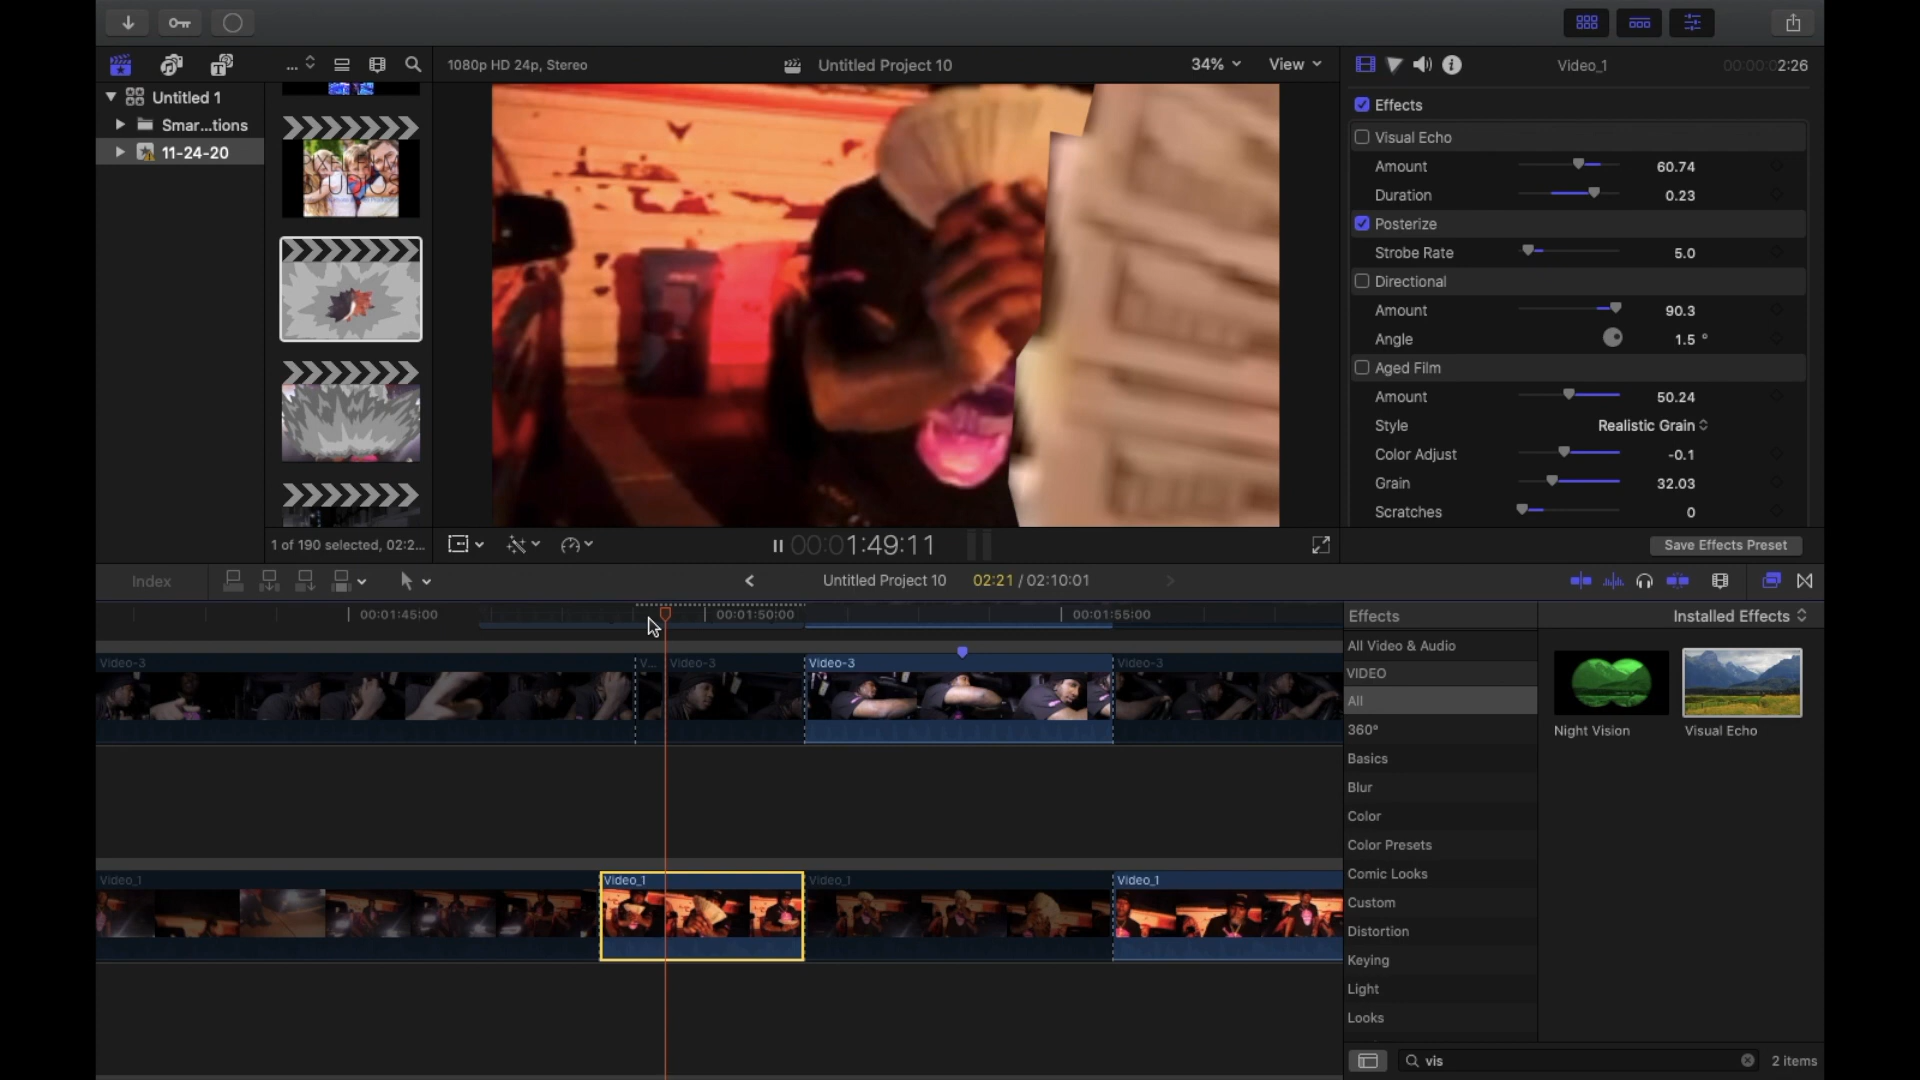 1080p HD 24p, Stereo
Untitled Project 10
34%
View
Video_1
00:00:02:26
Untitled 1
Smar...tions
11-24-20
PIXEL FILM
STUDIOS
1 of 190 selected, 02:2...
00:01:49:11
Effects
Visual Echo
Amount 60.74
Duration 0.23
Posterize
Strobe Rate 5.0
Directional
Amount 90.3
Angle 1.5 °
Aged Film
Amount 50.24
Style Realistic Grain
Color Adjust -0.1
Grain 32.03
Scratches 0
Save Effects Preset
Index
Untitled Project 10
02:21 / 02:10:01
00:01:45:00
00:01:50:00
00:01:55:00
Video-3
V...
Video-3
Video-3
Video-3
Video_1
Video_1
Video_1
Video_1
Effects
Installed Effects
All Video & Audio
VIDEO
All
360°
Basics
Blur
Color
Color Presets
Comic Looks
Custom
Distortion
Keying
Light
Looks
Night Vision
Visual Echo
vis
2 items